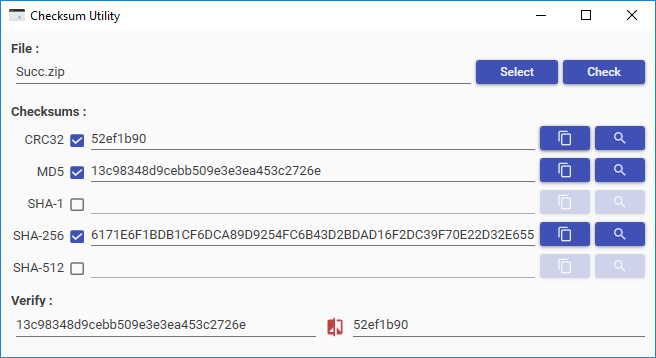 Checksum Utility
File :
Succ.zip
Select
Check
Checksums :
CRC32 52ef1b90
MD5 13c98348d9cebb509e3e3ea453c2726e
SHA-1
SHA-256 6171E6F1BDB1CF6DCA89D9254FC6B43D2BDAD16F2DC39F70E22D32E655
SHA-512
Verify :
13c98348d9cebb509e3e3ea453c2726e 52ef1b90